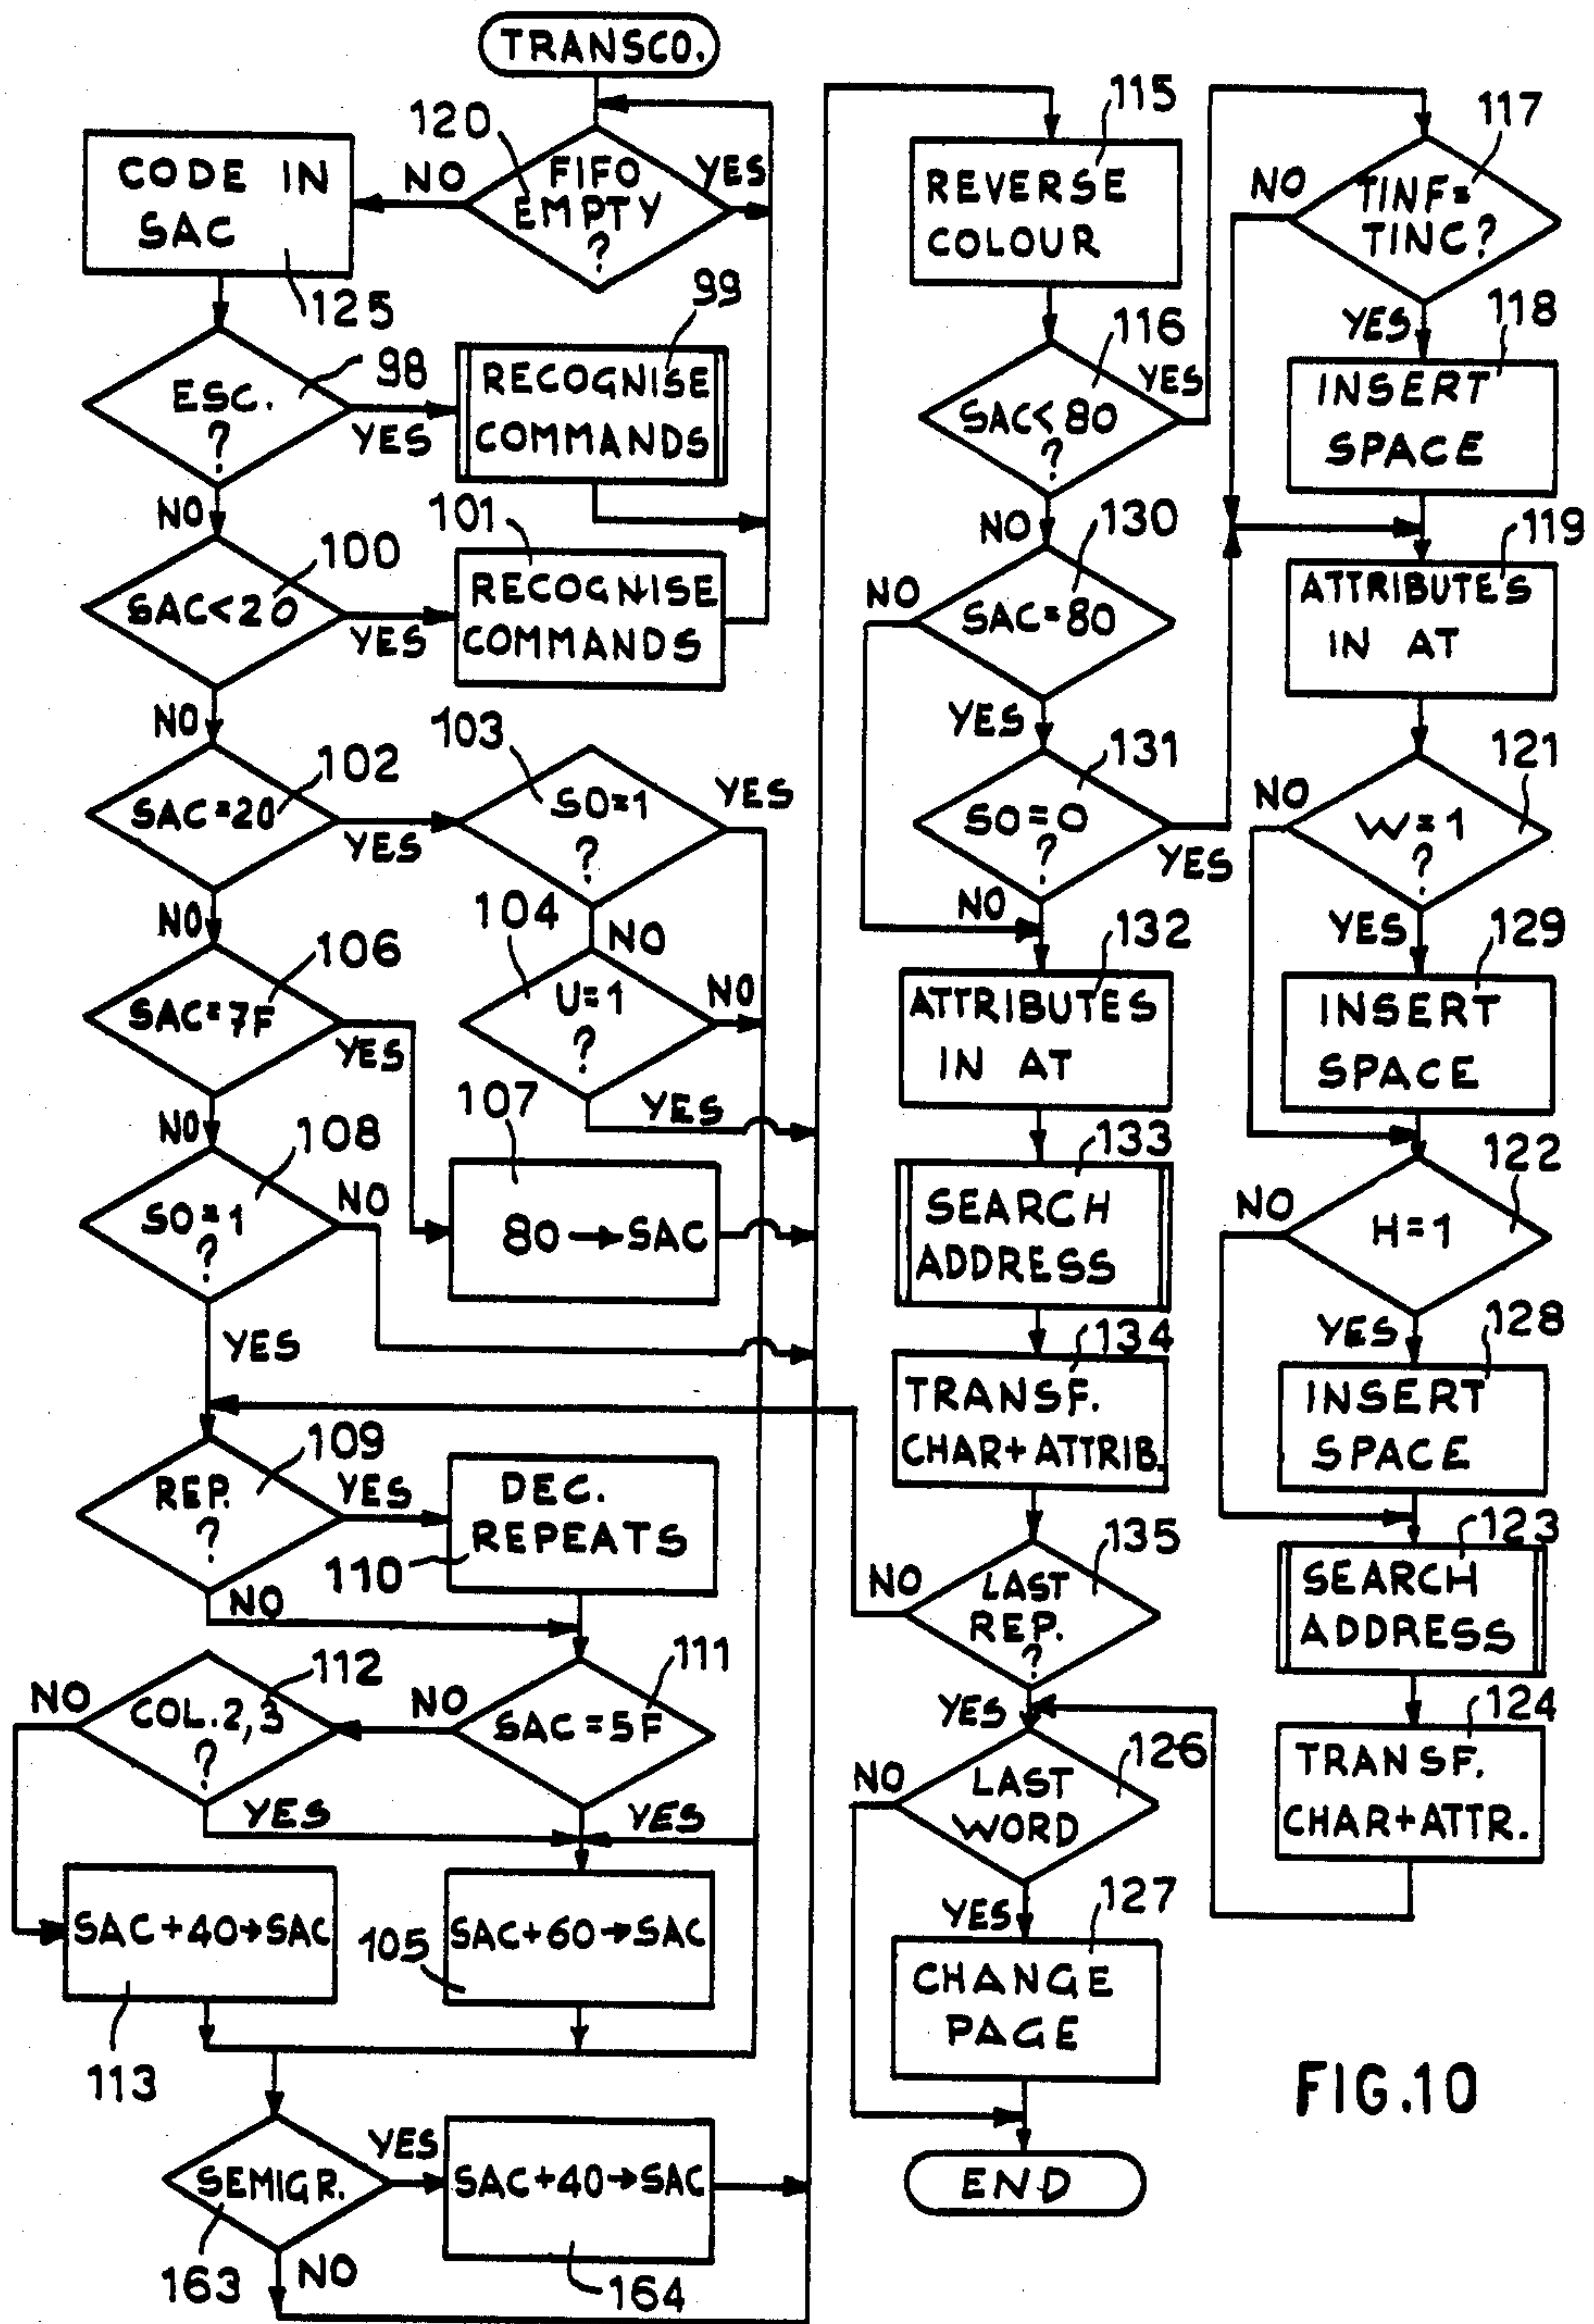 TRANSCO.
120
FIFO
EMPTY
?
NO
YES
CODE IN
SAC
125
ESC.
?
98
YES
NO
99
RECOGNISE
COMMANDS
SAC<20
100
YES
NO
101
RECOGNISE
COMMANDS
SAC=20
102
YES
NO
103
SO=1
?
YES
NO
104
U=1
?
NO
YES
SAC=7F
106
YES
NO
107
80→SAC
SO=1
?
108
NO
YES
REP.
?
109
YES
NO
DEC.
REPEATS
110
SAC=5F
111
NO
YES
COL.2,3
?
112
NO
YES
SAC+40→SAC
113
SAC+60→SAC
105
SEMIGR.
163
YES
NO
SAC+40→SAC
164
115
REVERSE
COLOUR
116
SAC<80
?
YES
NO
130
SAC=80
NO
YES
131
SO=0
?
YES
NO
132
ATTRIBUTES
IN AT
133
SEARCH
ADDRESS
134
TRANSF.
CHAR+ATTRIB.
135
LAST
REP.
?
NO
YES
126
LAST
WORD
NO
YES
127
CHANGE
PAGE
END
117
TINF=
TINC?
NO
YES
118
INSERT
SPACE
119
ATTRIBUTES
IN AT
121
W=1
?
NO
YES
129
INSERT
SPACE
122
H=1
NO
YES
128
INSERT
SPACE
123
SEARCH
ADDRESS
124
TRANSF.
CHAR+ATTR.
FIG.10